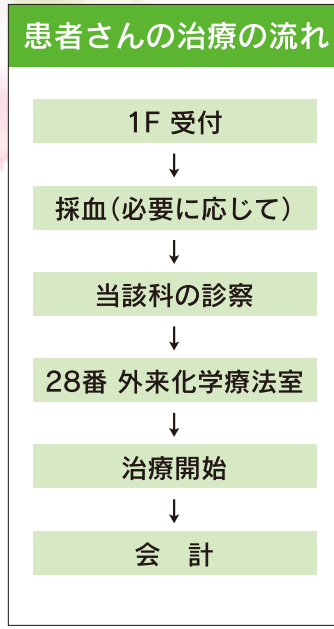 患者さんの治療の流れ
1F 受付
↓
採血(必要に応じて)
↓
当該科の診察
↓
28番 外来化学療法室
↓
治療開始
↓
会　計